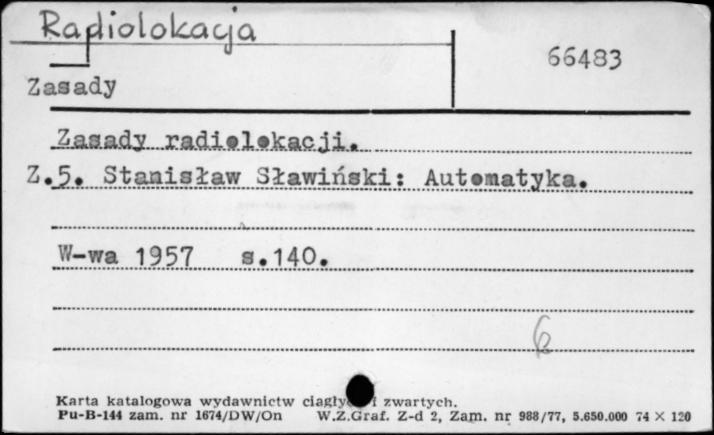 Radiolokacja
66483
Zasady
Zasady radiolokacji.
Z.5. Stanisław Sławiński: Automatyka.
W-wa 1957 s.140.
6
Karta katalogowa wydawnictw ciągłych i zwartych.
Pu-B-144 zam. nr 1674/DW/On W.Z.Graf. Z-d 2, Zam. nr 988/77, 5.650.000 74 × 120